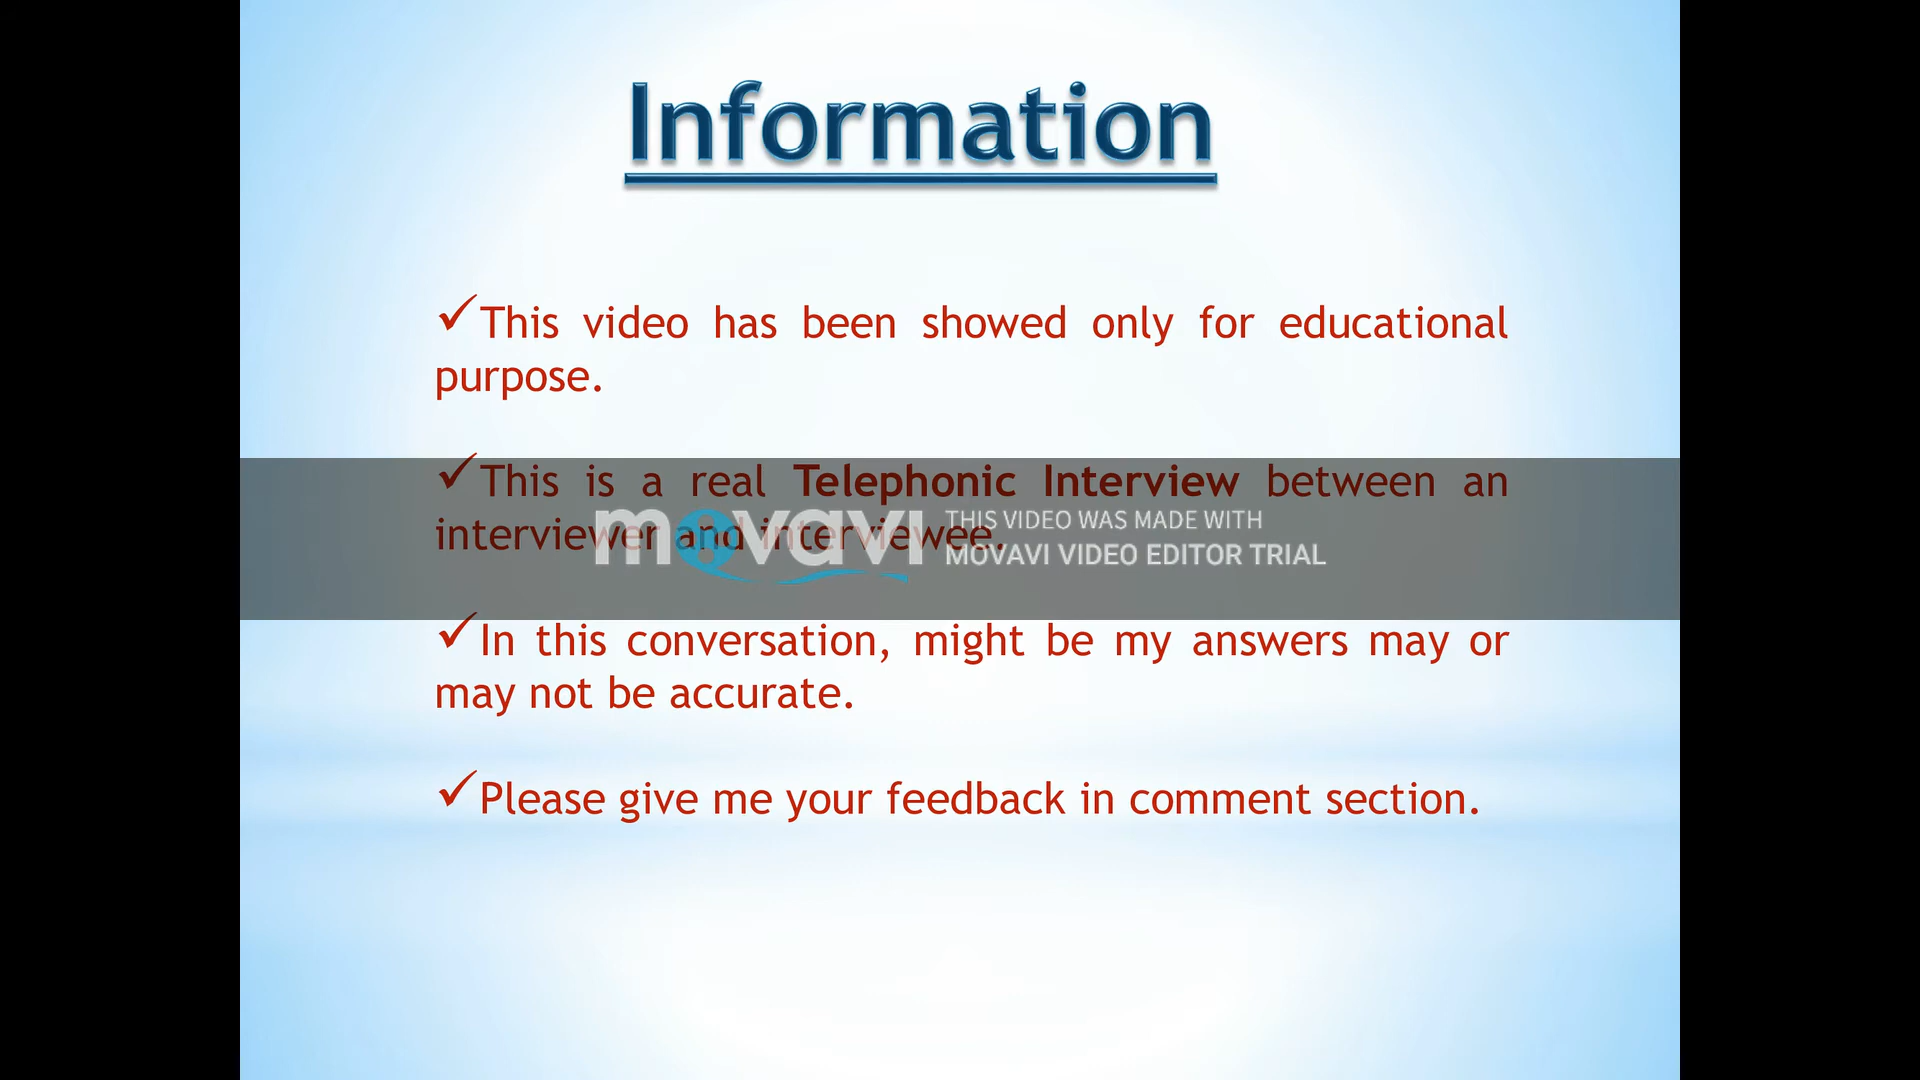 Information
✓This video has been showed only for educational
purpose.
✓This is a real Telephonic Interview between an
interviewer and interviewee.
movavi
THIS VIDEO WAS MADE WITH
MOVAVI VIDEO EDITOR TRIAL
✓In this conversation, might be my answers may or
may not be accurate.
✓Please give me your feedback in comment section.